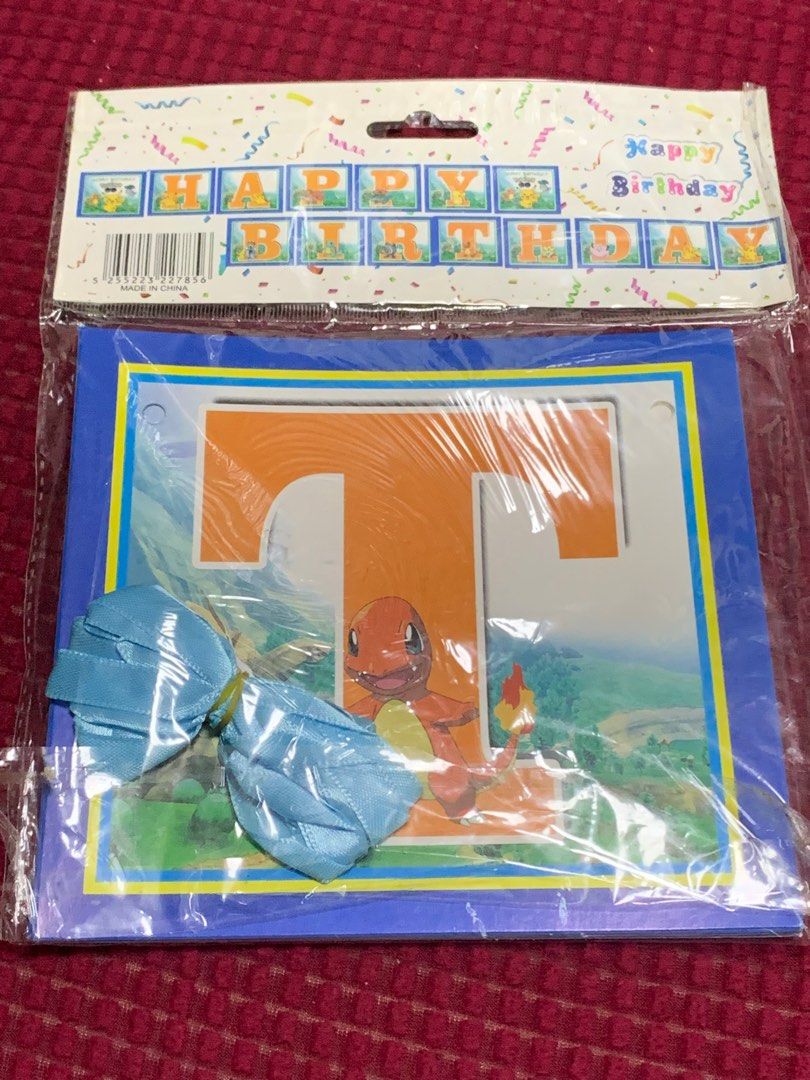 Happy
Birthday
HAPPY
BIRTHDAY
5 255223 227856
MADE IN CHINA
T